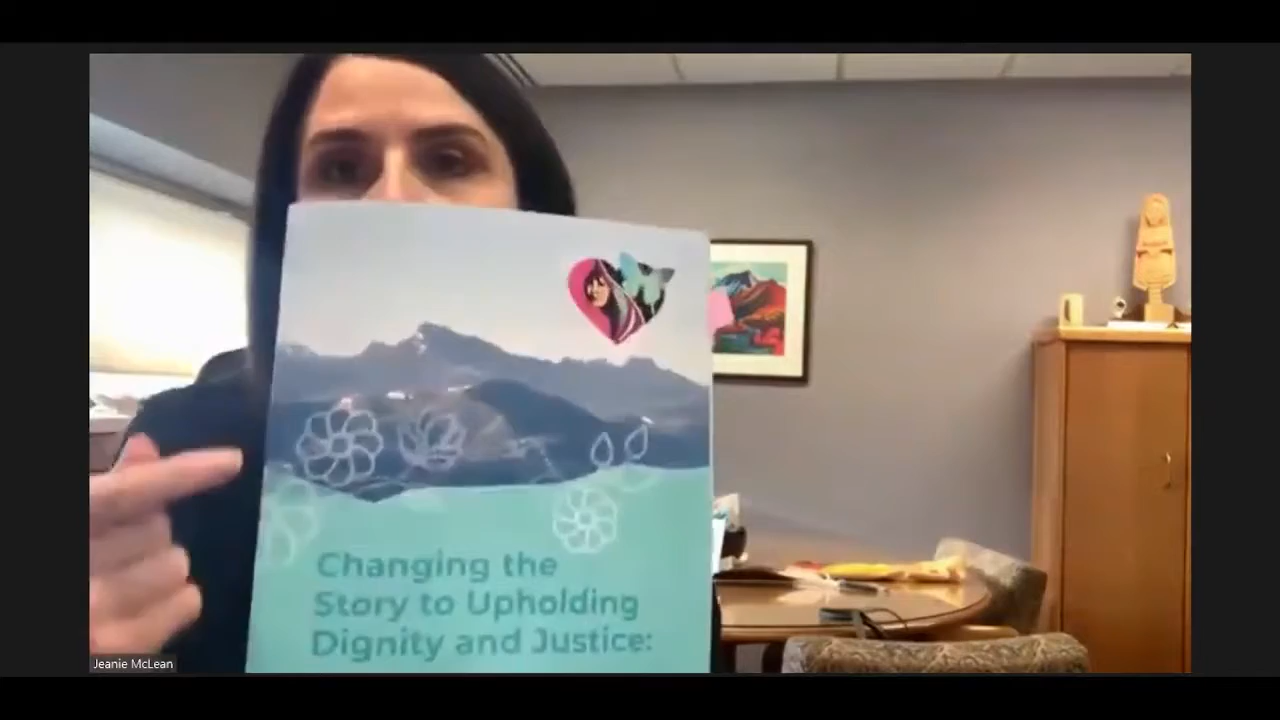 Changing the
Story to Upholding
Dignity and Justice:
Jeanie McLean